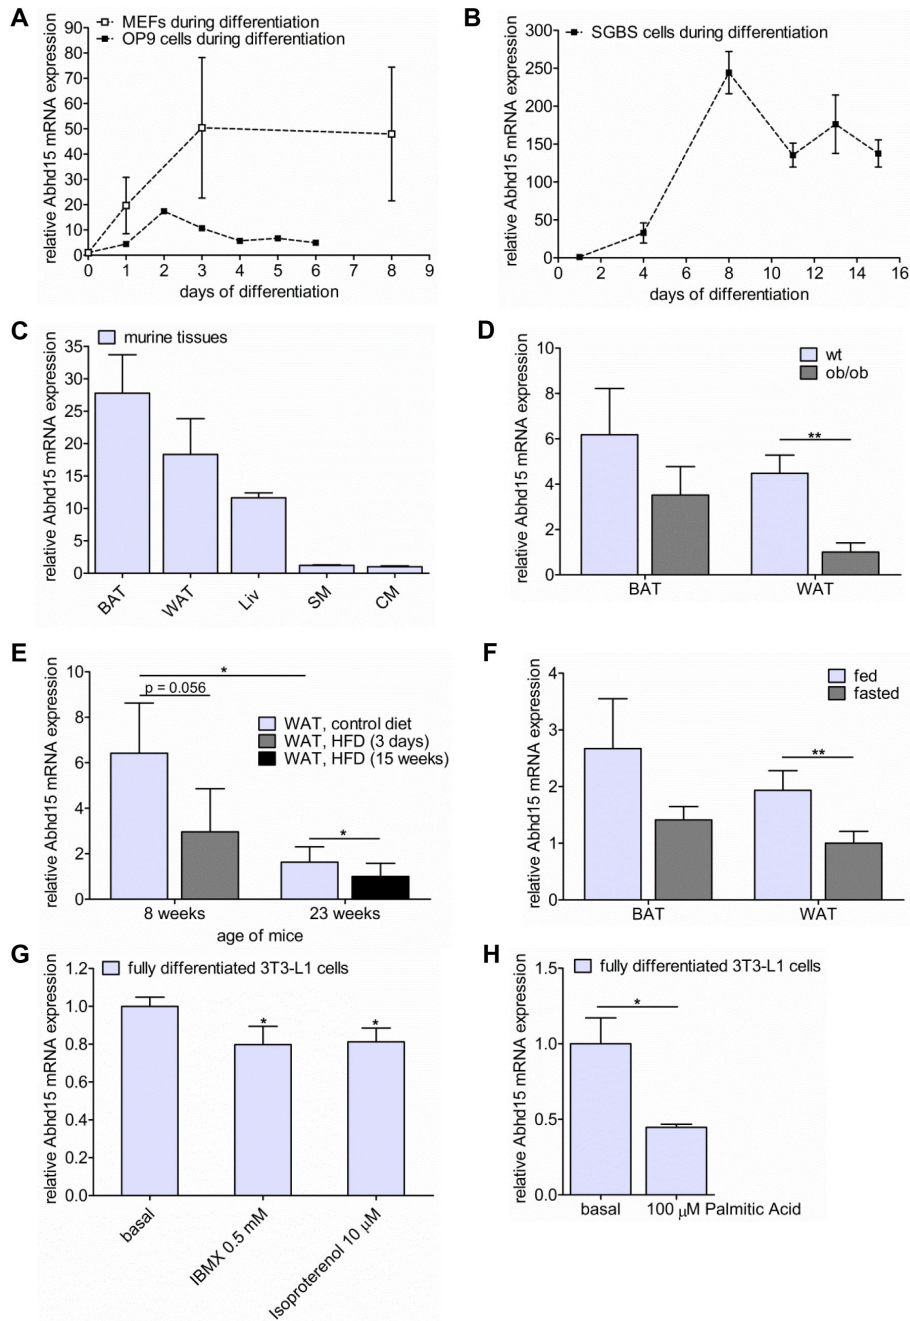 A
MEFs during differentiation
OP9 cells during differentiation
relative Abhd15 mRNA expression
90
80
70
60
50
40
30
20
10
0
0 1 2 3 4 5 6 7 8 9
days of differentiation
B
SGBS cells during differentiation
relative Abhd15 mRNA expression
300
250
200
150
100
50
0
0 2 4 6 8 10 12 14 16
days of differentiation
C
murine tissues
relative Abhd15 mRNA expression
35
30
25
20
15
10
5
0
BAT WAT Liv SM CM
D
wt
ob/ob
relative Abhd15 mRNA expression
10
8
6
4
2
0
**
BAT WAT
E
relative Abhd15 mRNA expression
10
8
6
4
2
0
*
p = 0.056
WAT, control diet
WAT, HFD (3 days)
WAT, HFD (15 weeks)
*
8 weeks 23 weeks
age of mice
F
fed
fasted
relative Abhd15 mRNA expression
4
3
2
1
0
**
BAT WAT
G
fully differentiated 3T3-L1 cells
relative Abhd15 mRNA expression
1.2
1.0
0.8
0.6
0.4
0.2
0.0
* *
basal
IBMX 0.5 mM
Isoproterenol 10 µM
H
fully differentiated 3T3-L1 cells
relative Abhd15 mRNA expression
1.5
1.0
0.5
0.0
*
basal 100 µM Palmitic Acid